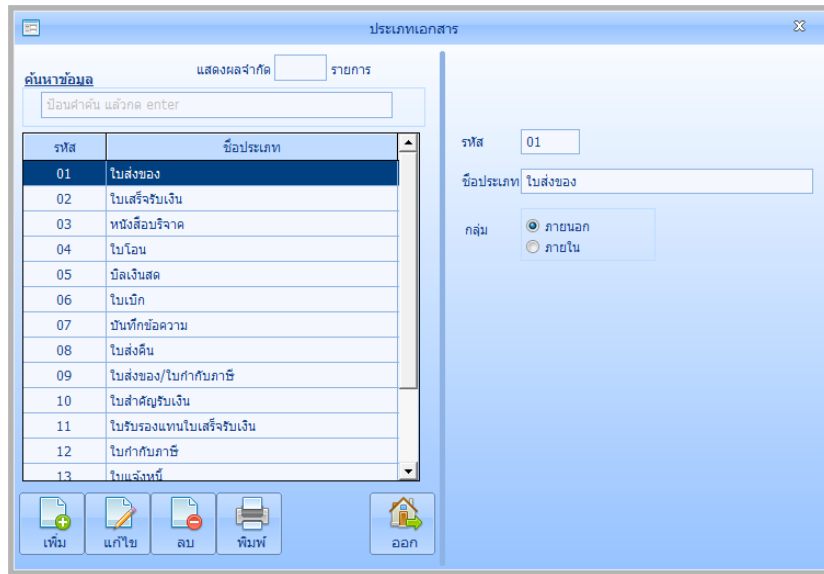 ประเภทเอกสาร
แสดงผลจำกัด รายการ
ค้นหาข้อมูล
ป้อนคำค้น แล้วกด enter
รหัส ชื่อประเภท
01 ใบส่งของ
02 ใบเสร็จรับเงิน
03 หนังสือบริจาค
04 ใบโอน
05 บิลเงินสด
06 ใบเบิก
07 บันทึกข้อความ
08 ใบส่งคืน
09 ใบส่งของ/ใบกำกับภาษี
10 ใบสำคัญรับเงิน
11 ใบรับรองแทนใบเสร็จรับเงิน
12 ใบกำกับภาษี
13 ใบแจ้งหนี้
เพิ่ม แก้ไข ลบ พิมพ์ ออก
รหัส 01
ชื่อประเภท ใบส่งของ
กลุ่ม ภายนอก
ภายใน